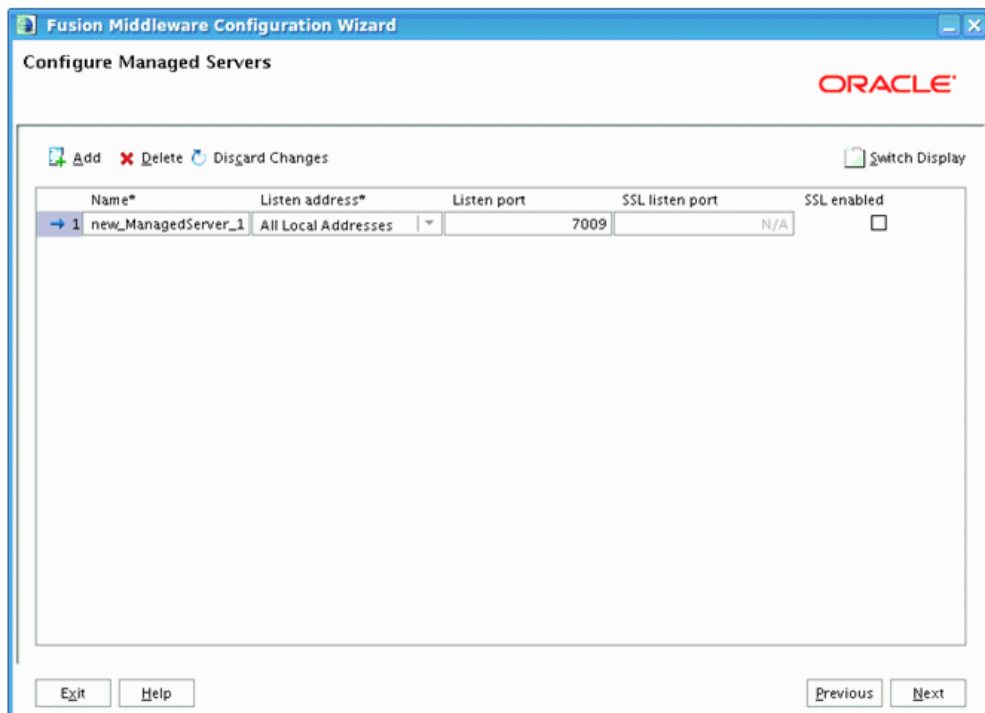 Fusion Middleware Configuration Wizard
Configure Managed Servers
ORACLE
Add Delete Discard Changes Switch Display
Name* Listen address* Listen port SSL listen port SSL enabled
1 new_ManagedServer_1 All Local Addresses 7009 N/A
Exit Help Previous Next